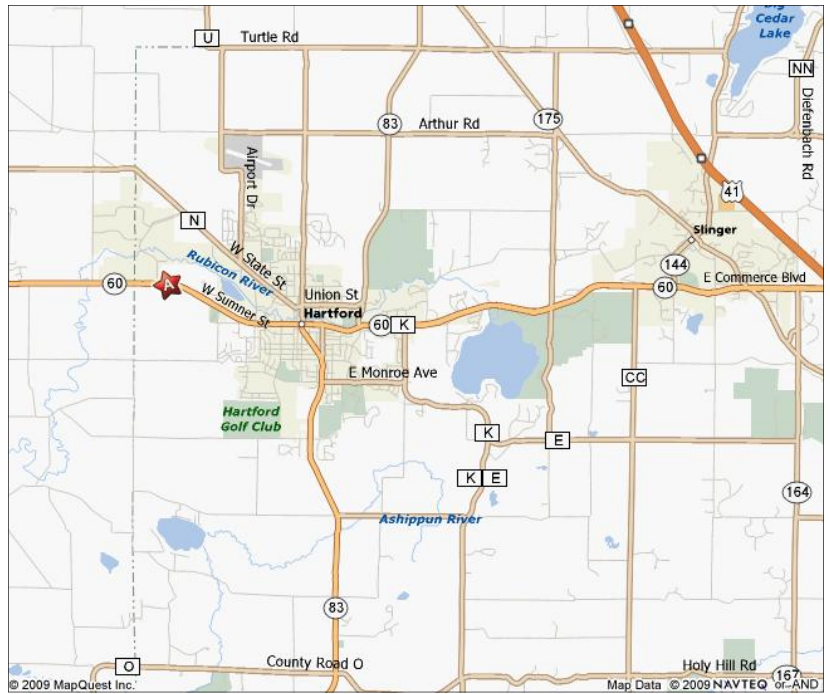 Big
Cedar
Lake
U
Turtle Rd
NN
83
Arthur Rd
175
Diefenbach Rd
Airport Dr
41
N
W State St
Slinger
Rubicon River
144
E Commerce Blvd
60
A
W Sumner St
Union St
60
Hartford
60
K
E Monroe Ave
CC
Hartford
Golf Club
K
E
K
E
164
Ashippun River
83
O
County Road O
Holy Hill Rd
167
© 2009 MapQuest Inc.
Map Data © 2009 NAVTEQ or AND